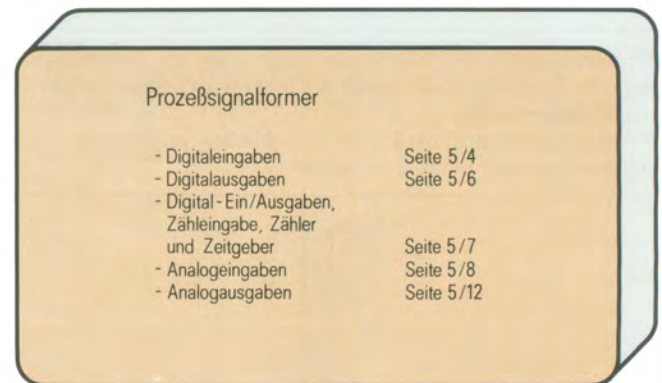 Prozeßsignalformer
- Digitaleingaben Seite 5/4
- Digitalausgaben Seite 5/6
- Digital-Ein/Ausgaben,
Zähleingabe, Zähler
und Zeitgeber Seite 5/7
- Analogeingaben Seite 5/8
- Analogausgaben Seite 5/12